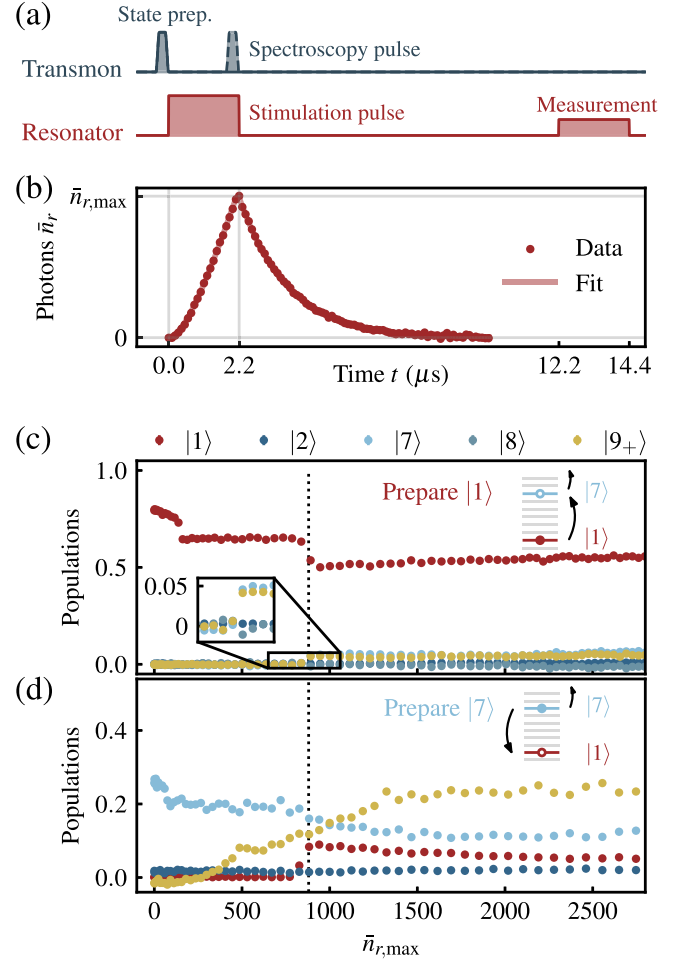 (a)
State prep.
Transmon
Spectroscopy pulse
Resonator
Stimulation pulse
Measurement
(b)
n̄r,max
Photons n̄r
0
Data
Fit
0.0
2.2
12.2
14.4
Time t (μs)
(c)
|1⟩ |2⟩ |7⟩ |8⟩ |9+⟩
1.0
Prepare |1⟩
|7⟩
|1⟩
Populations
0.5
0.05
0
0.0
(d)
Prepare |7⟩
|7⟩
|1⟩
Populations
0.4
0.2
0.0
0 500 1000 1500 2000 2500
n̄r,max